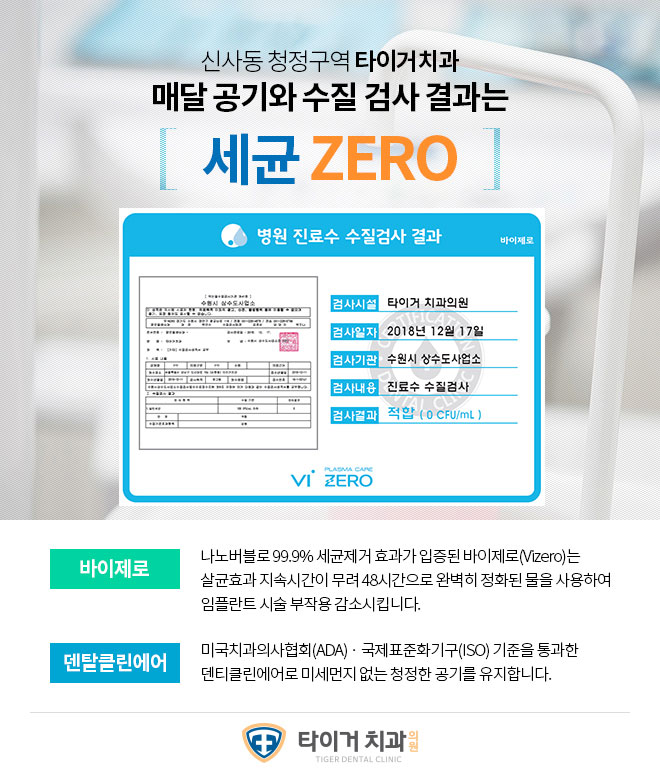 신사동 청정구역 타이거치과
매달 공기와 수질 검사 결과는
세균 ZERO
병원 진료수 수질검사 결과
바이제로
수원시 상수도사업소
검사시설 타이거 치과의원
검사일자 2018년 12월 17일
검사기관 수원시 상수도사업소
검사내용 진료수 수질검사
검사결과 적합 ( 0 CFU/mL )
CERTIFICATION
DENTAL CLINIC
PLASMA CARE
Vi ZERO
바이제로
나노버블로 99.9% 세균제거 효과가 입증된 바이제로(Vizero)는
살균효과 지속시간이 무려 48시간으로 완벽히 정화된 물을 사용하여
임플란트 시술 부작용 감소시킵니다.
덴탈클린에어
미국치과의사협회(ADA) · 국제표준화기구(ISO) 기준을 통과한
덴티클린에어로 미세먼지 없는 청정한 공기를 유지합니다.
타이거 치과의원
TIGER DENTAL CLINIC